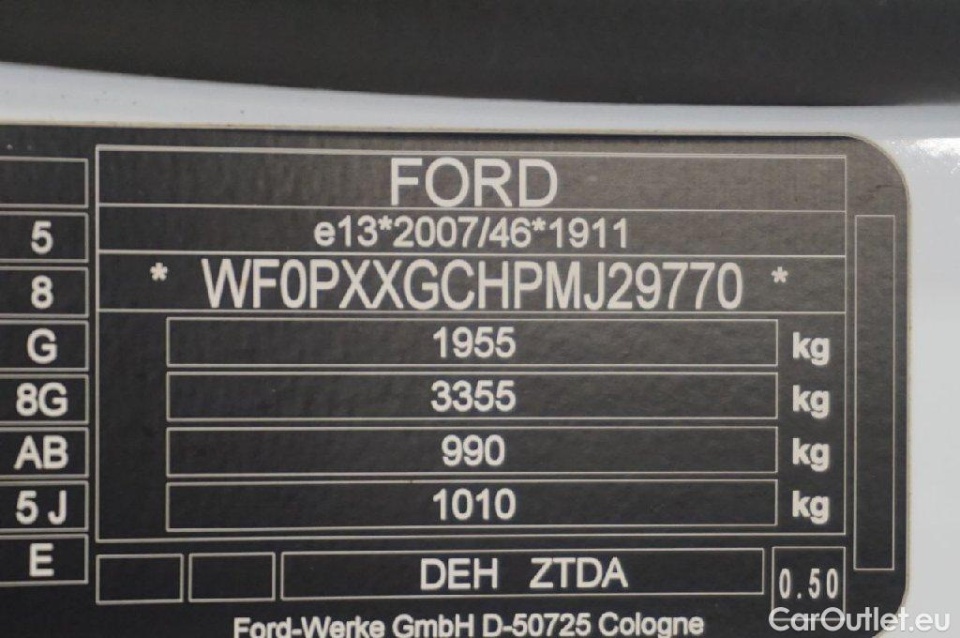 FORD
5
e13*2007/46*1911
8
* WF0PXXGCHPMJ29770 *
G
1955 kg
8G
3355 kg
AB
990 kg
5 J
1010 kg
E
DEH ZTDA 0.50
Ford-Werke GmbH D-50725 Cologne
CarOutlet.eu